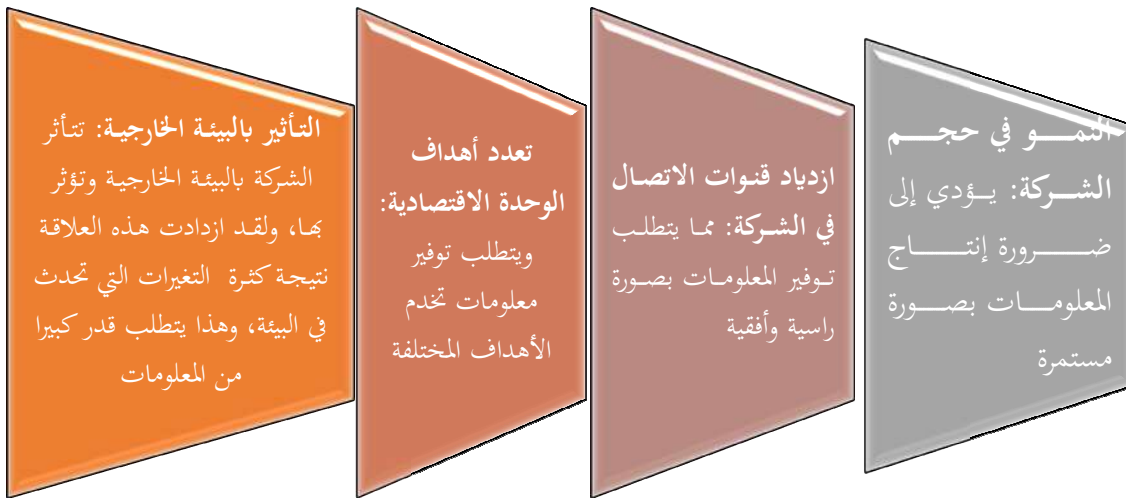 النمو في حجم
الشركة: يؤدي إلى
ضرورة إنتاج
المعلومات بصورة
مستمرة
ازدياد قنوات الاتصال
في الشركة: مما يتطلب
توفير المعلومات بصورة
راسية وأفقية
تعدد أهداف
الوحدة الاقتصادية:
ويتطلب توفير
معلومات تخدم
الأهداف المختلفة
التأثير بالبيئة الخارجية: تتأثر
الشركة بالبيئة الخارجية وتؤثر
بها، ولقد ازدادت هذه العلاقة
نتيجة كثرة التغيرات التي تحدث
في البيئة، وهذا يتطلب قدر كبيرا
من المعلومات